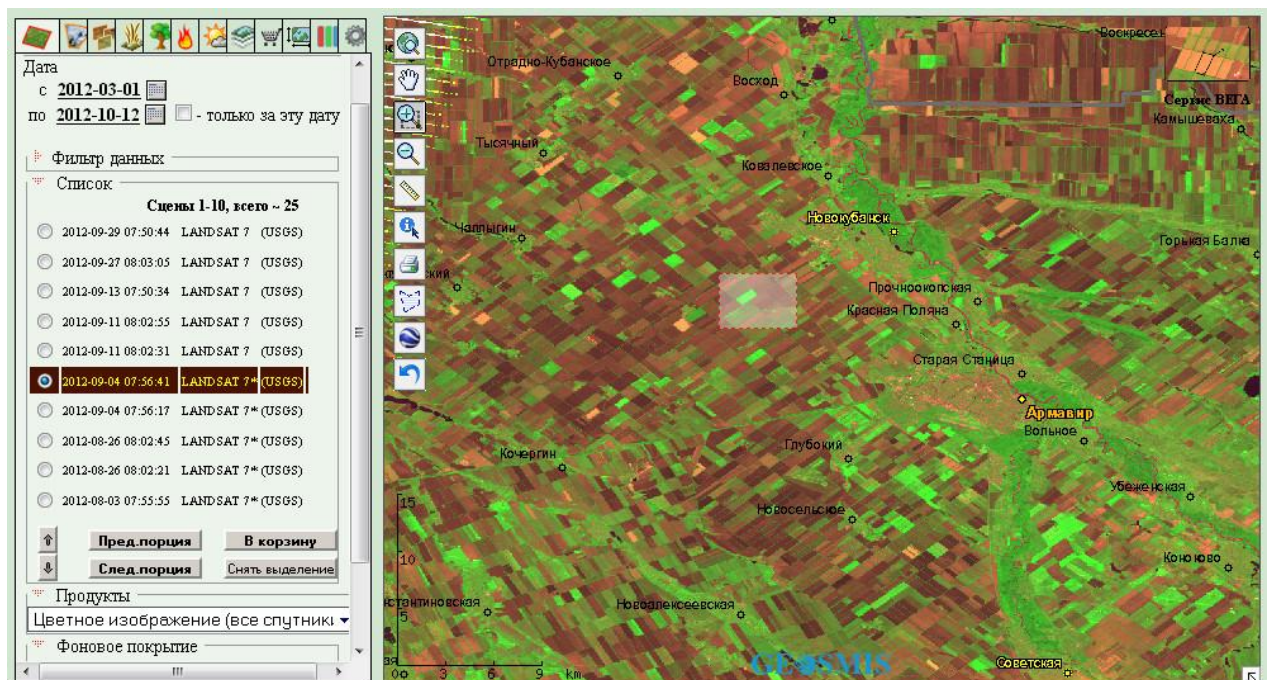 Дата
с 2012-03-01
по 2012-10-12 - только за эту дату
Фильтр данных
Список
Сцены 1-10, всего ~ 25
2012-09-29 07:50:44 LANDSAT 7 (USGS)
2012-09-27 08:03:05 LANDSAT 7 (USGS)
2012-09-13 07:50:34 LANDSAT 7 (USGS)
2012-09-11 08:02:55 LANDSAT 7 (USGS)
2012-09-11 08:02:31 LANDSAT 7 (USGS)
2012-09-04 07:56:41 LANDSAT 7* (USGS)
2012-09-04 07:56:17 LANDSAT 7* (USGS)
2012-08-26 08:02:45 LANDSAT 7* (USGS)
2012-08-26 08:02:21 LANDSAT 7* (USGS)
2012-08-03 07:55:55 LANDSAT 7* (USGS)
Пред.порция В корзину
След.порция Снять выделение
Продукты
Цветное изображение (все спутники
Фоновое покрытие
Воскресен
Отрадно-Кубанское
Восход
Сервис ВЕГА
Камышеваха
Тысячный
Ковалевское
Новокубанск
Чаплыгин
Горькая Балка
ский
Прочноокопская
Красная Поляна
Старая Станица
Армавир
Вольное
Глубокий
Кочергин
Убеженская
15
Новосельское
10
Кононово
нстантиновская
Новоалексеевская
5
ая
GEOSMIS
Советская
0 3 6 9 km